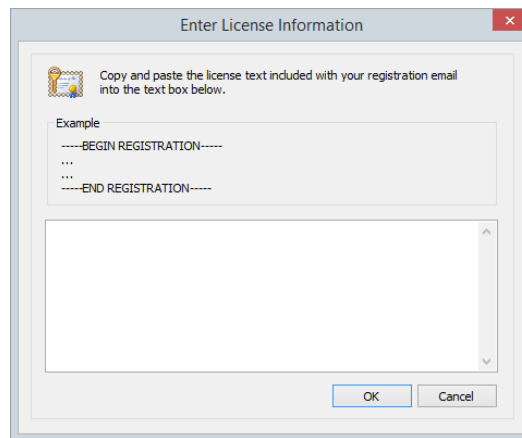 Enter License Information
Copy and paste the license text included with your registration email
into the text box below.
Example
-----BEGIN REGISTRATION-----
...
...
-----END REGISTRATION-----
OK
Cancel